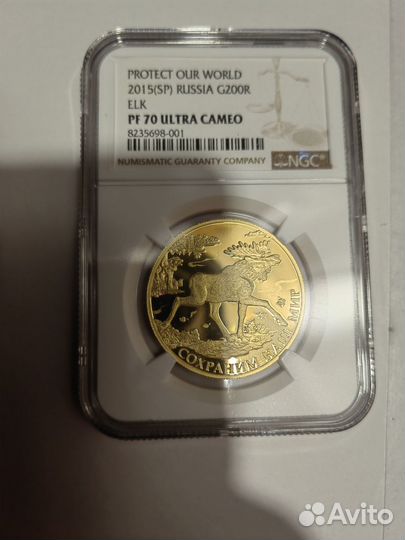 PROTECT OUR WORLD
2015(SP) RUSSIA G200R
ELK
PF 70 ULTRA CAMEO
8235698-001
NUMISMATIC GUARANTY COMPANY
NGC
СОХРАНИМ НАШ МИР
Avito